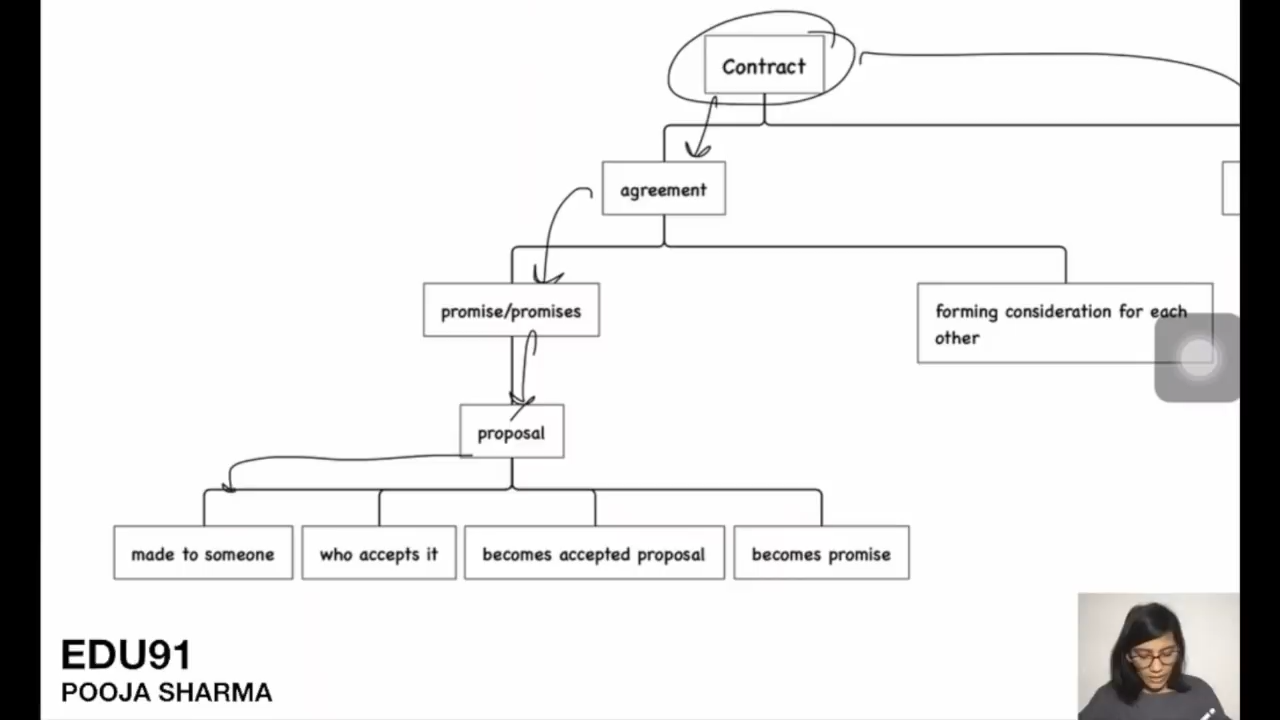 Contract
agreement
promise/promises
forming consideration for each
other
proposal
made to someone
who accepts it
becomes accepted proposal
becomes promise
EDU91
POOJA SHARMA